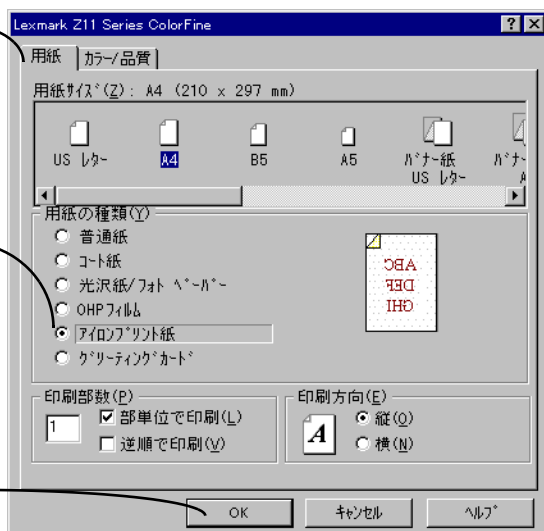 Lexmark Z11 Series ColorFine
用紙 ｶﾗｰ/品質
用紙ｻｲｽﾞ(Z): A4 (210 x 297 mm)
US ﾚﾀｰ A4 B5 A5 ﾊﾞﾅｰ紙 ﾊﾞﾅｰ
US ﾚﾀｰ A
用紙の種類(Y)
普通紙
ｺｰﾄ紙
光沢紙/ﾌｫﾄ ﾍﾟｰﾊﾟｰ
OHPﾌｨﾙﾑ
ｱｲﾛﾝﾌﾟﾘﾝﾄ紙
ｸﾞﾘｰﾃｨﾝｸﾞｶｰﾄﾞ
ABC
DEF
GHI
印刷部数(P)
1
部単位で印刷(L)
逆順で印刷(V)
印刷方向(E)
A
縦(O)
横(N)
OK ｷｬﾝｾﾙ ﾍﾙﾌﾟ